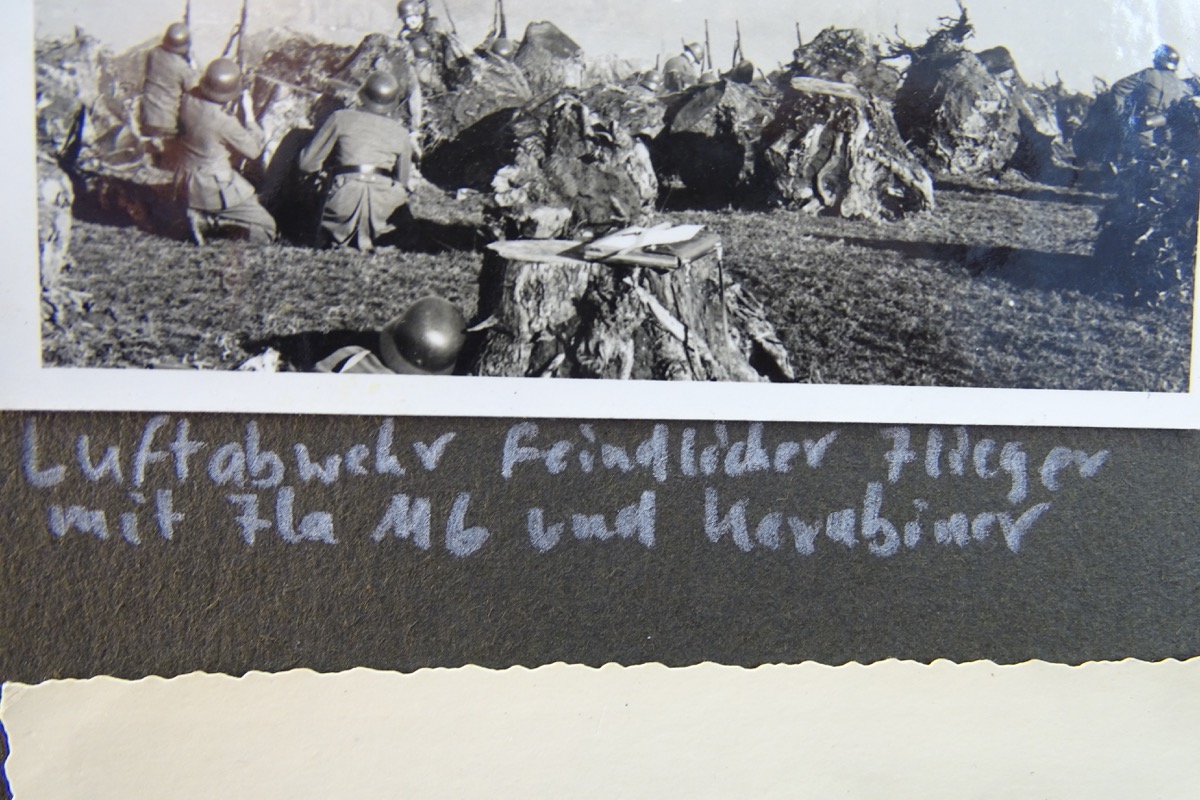 Luftabwehr feindlicher Flieger
mit Fla MG und Karabiner